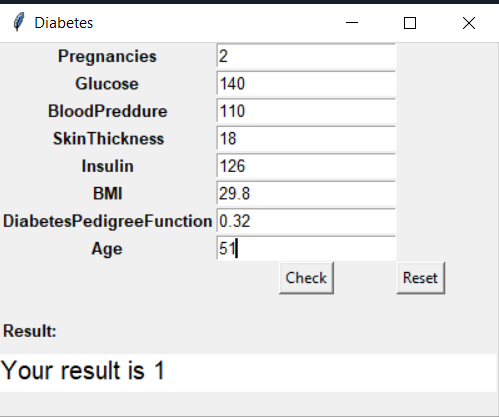 Diabetes
Pregnancies 2
Glucose 140
BloodPreddure 110
SkinThickness 18
Insulin 126
BMI 29.8
DiabetesPedigreeFunction 0.32
Age 51
Check Reset
Result:
Your result is 1